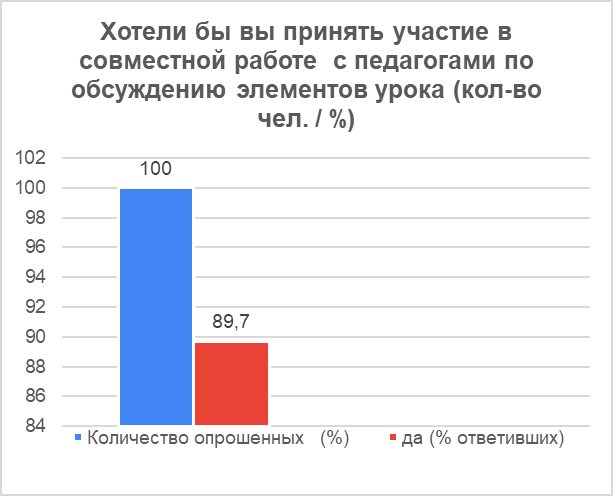 Хотели бы вы принять участие в
совместной работе с педагогами по
обсуждению элементов урока (кол-во
чел. / %)
102
100
98
96
94
92
90
88
86
84
100
89,7
Количество опрошенных (%)
да (% ответивших)